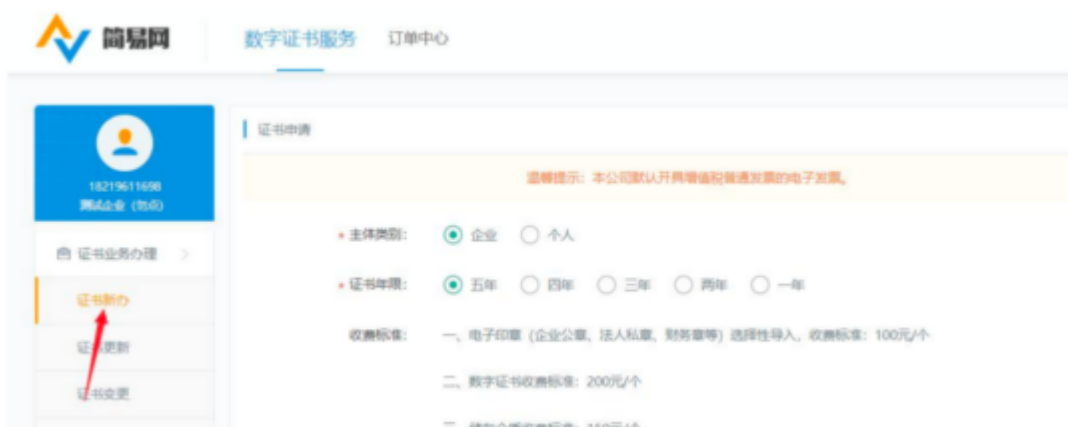 简易网
数字证书服务 订单中心
18219611698
测试企业（勿点）
证书业务办理 >
证书新办
证书更新
证书变更
证书申请
温馨提示：本公司默认开具增值税普通发票的电子发票。
* 主体类别： 企业 个人
* 证书年限： 五年 四年 三年 两年 一年
收费标准： 一、电子印章（企业公章、法人私章、财务章等）选择性导入，收费标准：100元/个
二、数字证书收费标准：200元/个